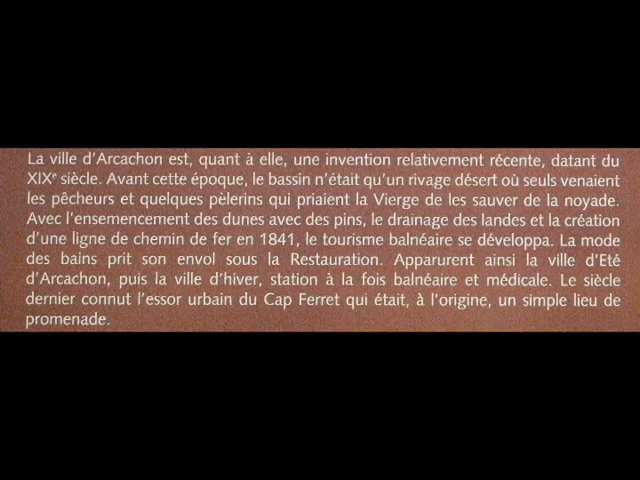 La ville d'Arcachon est, quant à elle, une invention relativement récente, datant du
XIXe siècle. Avant cette époque, le bassin n'était qu'un rivage désert où seuls venaient
les pêcheurs et quelques pèlerins qui priaient la Vierge de les sauver de la noyade.
Avec l'ensemencement des dunes avec des pins, le drainage des landes et la création
d'une ligne de chemin de fer en 1841, le tourisme balnéaire se développa. La mode
des bains prit son envol sous la Restauration. Apparurent ainsi la ville d'Eté
d'Arcachon, puis la ville d'hiver, station à la fois balnéaire et médicale. Le siècle
dernier connut l'essor urbain du Cap Ferret qui était, à l'origine, un simple lieu de
promenade.